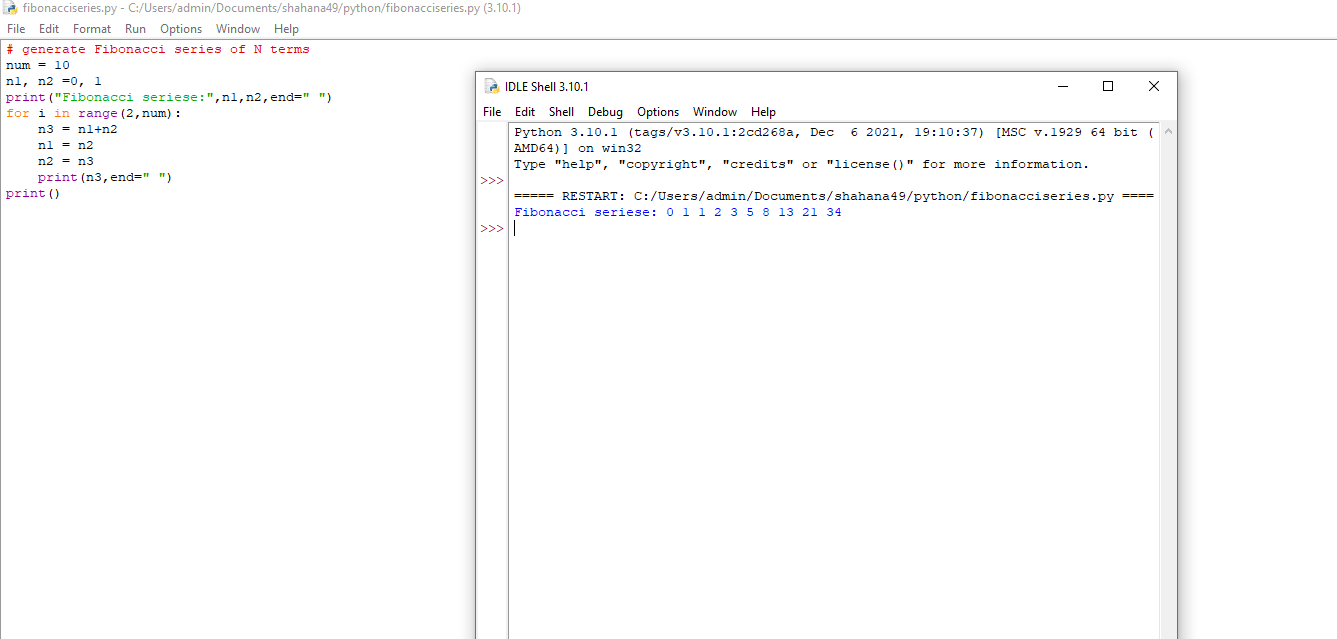 fibonacciseries.py - C:/Users/admin/Documents/shahana49/python/fibonacciseries.py (3.10.1)
File Edit Format Run Options Window Help
# generate Fibonacci series of N terms
num = 10
n1, n2 =0, 1
print("Fibonacci seriese:",n1,n2,end=" ")
for i in range(2,num):
    n3 = n1+n2
    n1 = n2
    n2 = n3
    print(n3,end=" ")
print()
IDLE Shell 3.10.1
File Edit Shell Debug Options Window Help
Python 3.10.1 (tags/v3.10.1:2cd268a, Dec  6 2021, 19:10:37) [MSC v.1929 64 bit (
AMD64)] on win32
Type "help", "copyright", "credits" or "license()" for more information.
>>>
===== RESTART: C:/Users/admin/Documents/shahana49/python/fibonacciseries.py ====
Fibonacci seriese: 0 1 1 2 3 5 8 13 21 34
>>>